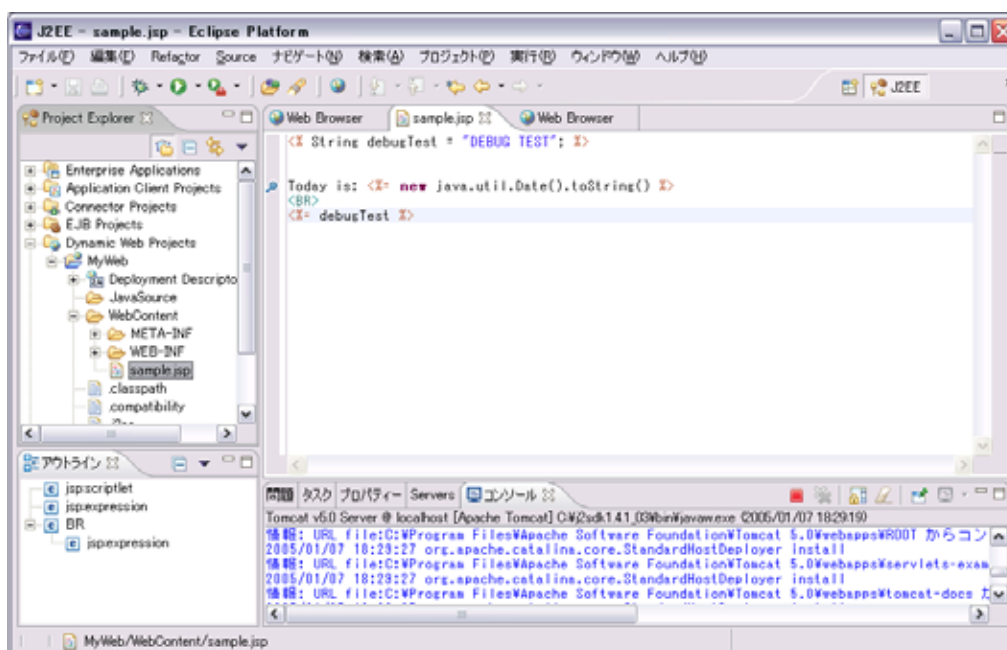 J2EE - sample.jsp - Eclipse Platform
ファイル(F) 編集(E) Refactor Source ナビゲート(N) 検索(A) プロジェクト(P) 実行(R) ウィンドウ(W) ヘルプ(H)
J2EE
Project Explorer
Web Browser sample.jsp Web Browser
<% String debugTest = "DEBUG TEST"; %>
Today is: <%= new java.util.Date().toString() %>
<BR>
<%= debugTest %>
Enterprise Applications
Application Client Projects
Connector Projects
EJB Projects
Dynamic Web Projects
MyWeb
Deployment Descripto
JavaSource
WebContent
META-INF
WEB-INF
sample.jsp
.classpath
.compatibility
アウトライン
jsp:scriptlet
jsp:expression
BR
jsp:expression
問題 タスク プロパティー Servers コンソール
Tomcat v5.0 Server @ localhost [Apache Tomcat] C:¥j2sdk1.4.1_03¥bin¥javaw.exe (2005/01/07 18:29:19)
情報: URL file:C:¥Program Files¥Apache Software Foundation¥Tomcat 5.0¥webapps¥ROOT からコン
2005/01/07 18:29:27 org.apache.catalina.core.StandardHostDeployer install
情報: URL file:C:¥Program Files¥Apache Software Foundation¥Tomcat 5.0¥webapps¥servlets-exam
2005/01/07 18:29:27 org.apache.catalina.core.StandardHostDeployer install
情報: URL file:C:¥Program Files¥Apache Software Foundation¥Tomcat 5.0¥webapps¥tomcat-docs か
MyWeb/WebContent/sample.jsp